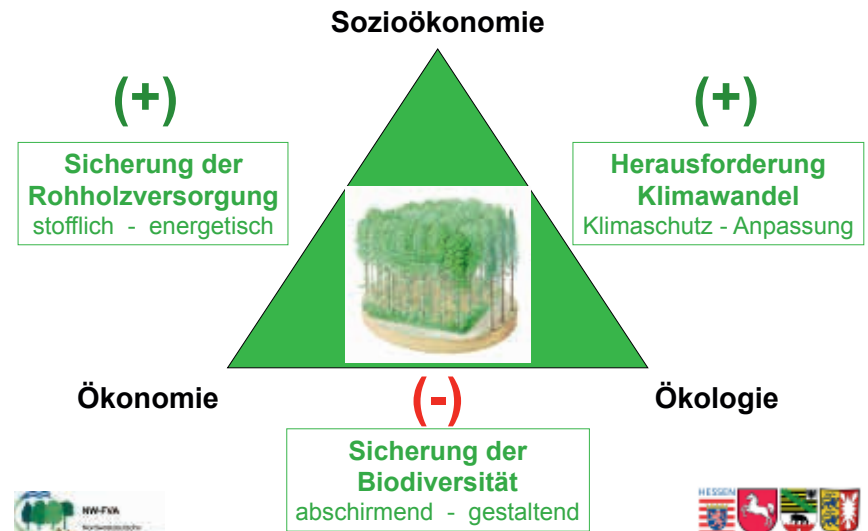 Sozioökonomie
(+)
(+)
Sicherung der
Rohholzversorgung
stofflich - energetisch
Herausforderung
Klimawandel
Klimaschutz - Anpassung
Ökonomie
(-)
Ökologie
Sicherung der
Biodiversität
abschirmend - gestaltend
NW-FVA
Nordwestdeutsche
HESSEN